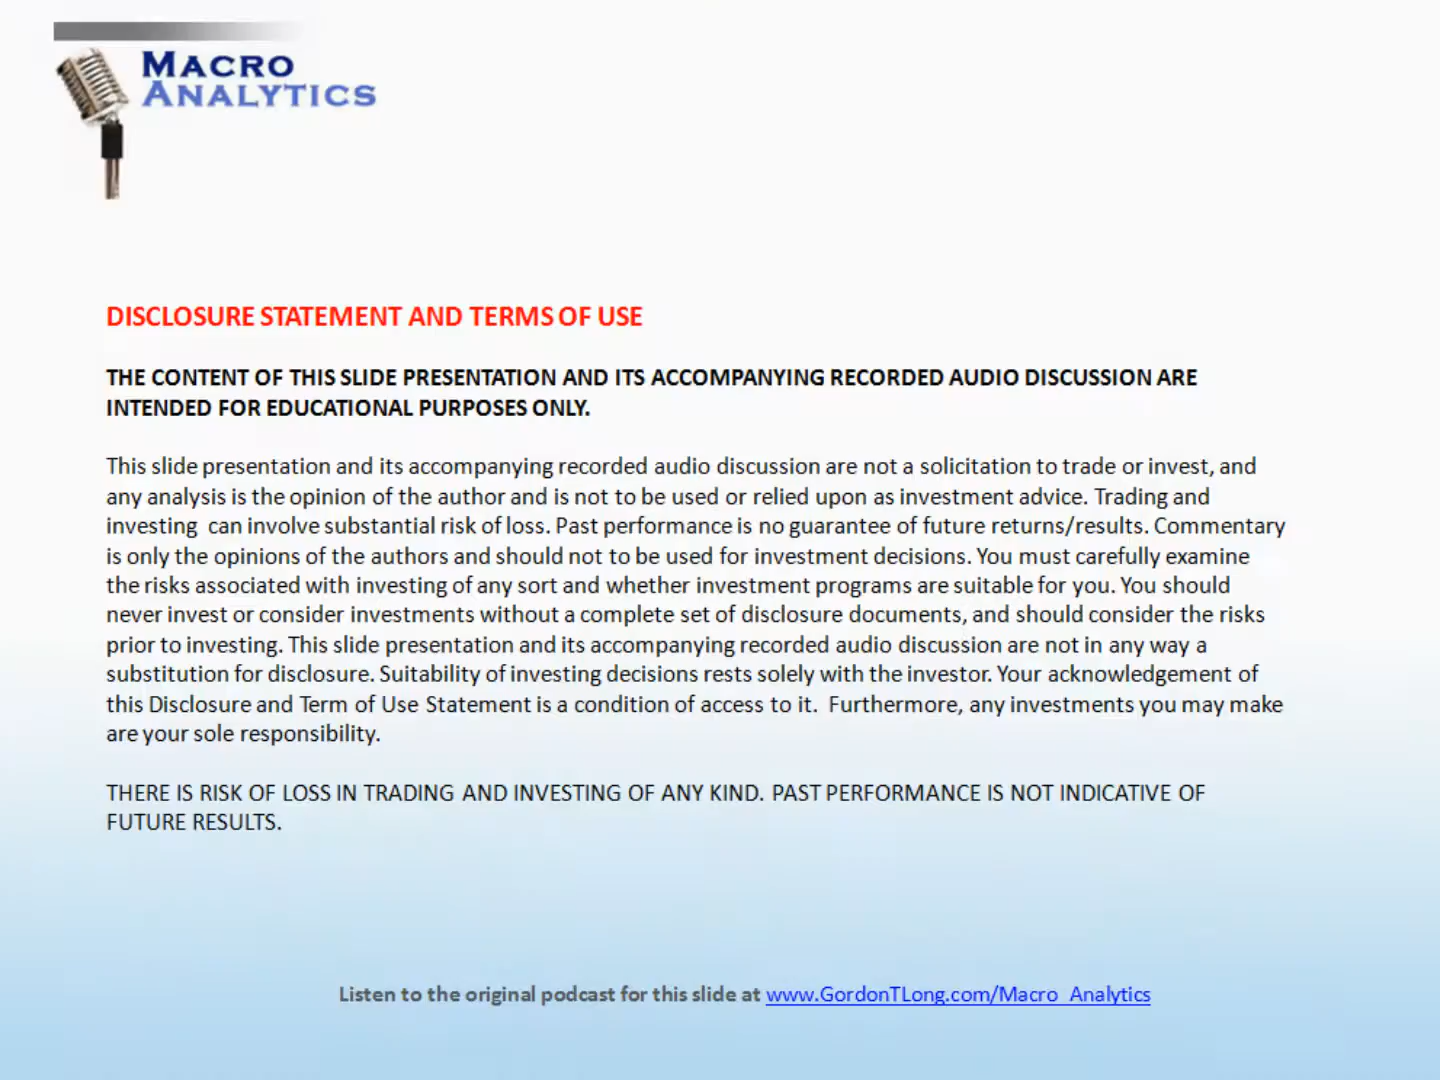 MACRO
ANALYTICS
DISCLOSURE STATEMENT AND TERMS OF USE
THE CONTENT OF THIS SLIDE PRESENTATION AND ITS ACCOMPANYING RECORDED AUDIO DISCUSSION ARE
INTENDED FOR EDUCATIONAL PURPOSES ONLY.
This slide presentation and its accompanying recorded audio discussion are not a solicitation to trade or invest, and
any analysis is the opinion of the author and is not to be used or relied upon as investment advice. Trading and
investing can involve substantial risk of loss. Past performance is no guarantee of future returns/results. Commentary
is only the opinions of the authors and should not to be used for investment decisions. You must carefully examine
the risks associated with investing of any sort and whether investment programs are suitable for you. You should
never invest or consider investments without a complete set of disclosure documents, and should consider the risks
prior to investing. This slide presentation and its accompanying recorded audio discussion are not in any way a
substitution for disclosure. Suitability of investing decisions rests solely with the investor. Your acknowledgement of
this Disclosure and Term of Use Statement is a condition of access to it. Furthermore, any investments you may make
are your sole responsibility.
THERE IS RISK OF LOSS IN TRADING AND INVESTING OF ANY KIND. PAST PERFORMANCE IS NOT INDICATIVE OF
FUTURE RESULTS.
Listen to the original podcast for this slide at www.GordonTLong.com/Macro_Analytics